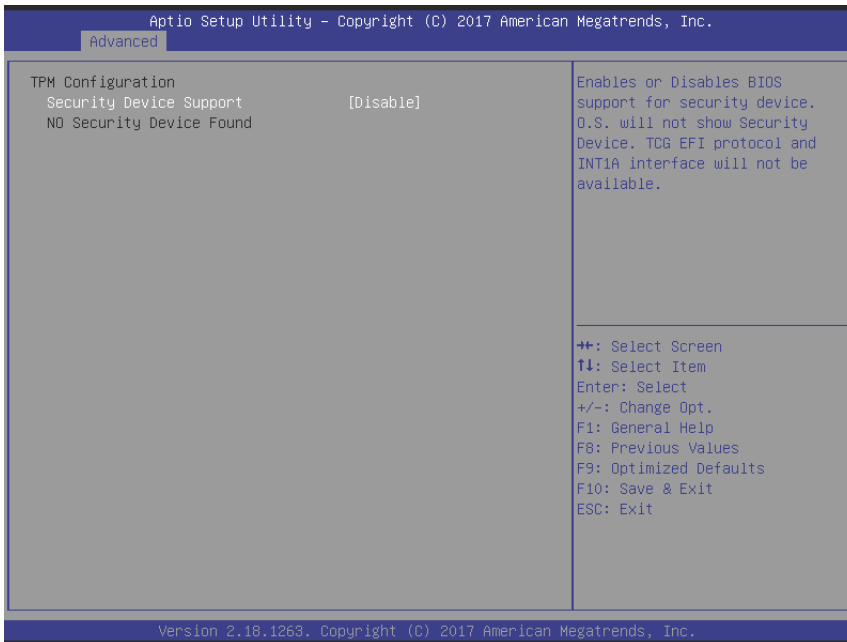 Aptio Setup Utility – Copyright (C) 2017 American Megatrends, Inc.
Advanced
TPM Configuration
Security Device Support [Disable]
NO Security Device Found
Enables or Disables BIOS
support for security device.
O.S. will not show Security
Device. TCG EFI protocol and
INT1A interface will not be
available.
→←: Select Screen
↑↓: Select Item
Enter: Select
+/-: Change Opt.
F1: General Help
F8: Previous Values
F9: Optimized Defaults
F10: Save & Exit
ESC: Exit
Version 2.18.1263. Copyright (C) 2017 American Megatrends, Inc.